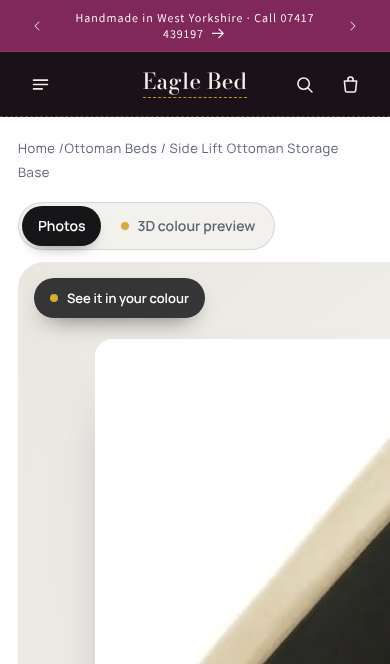 Handmade in West Yorkshire · Call 07417
439197 →
Eagle Bed
Home /Ottoman Beds / Side Lift Ottoman Storage
Base
Photos
3D colour preview
See it in your colour